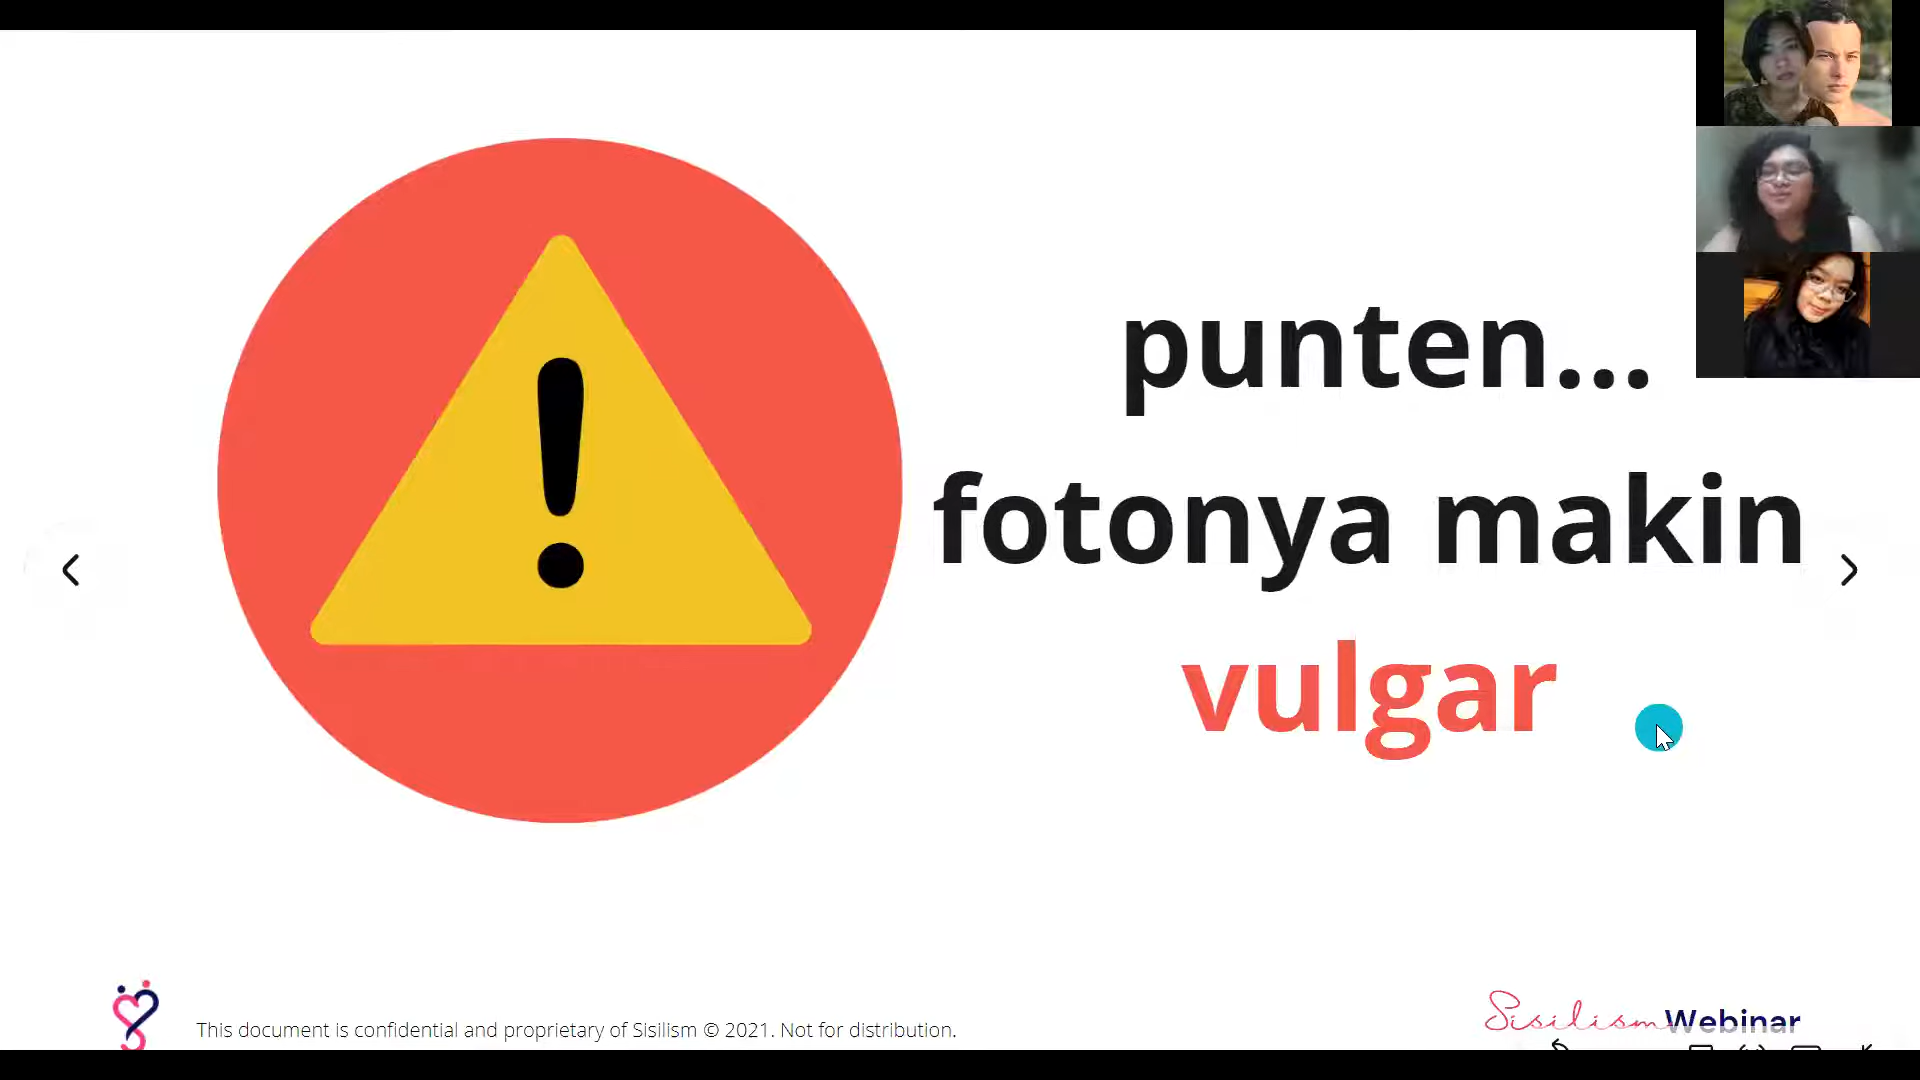 punten...
fotonya makin
vulgar
This document is confidential and proprietary of Sisilism © 2021. Not for distribution.
Sisilism Webinar